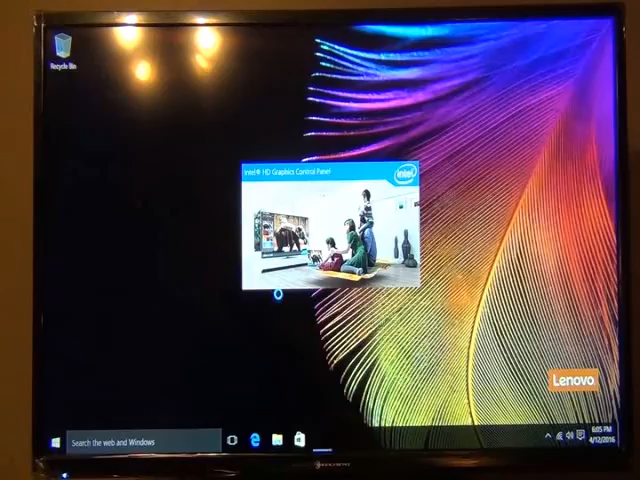 Recycle Bin
Intel® HD Graphics Control Panel
intel
Lenovo
Search the web and Windows
6:05 PM
4/12/2016